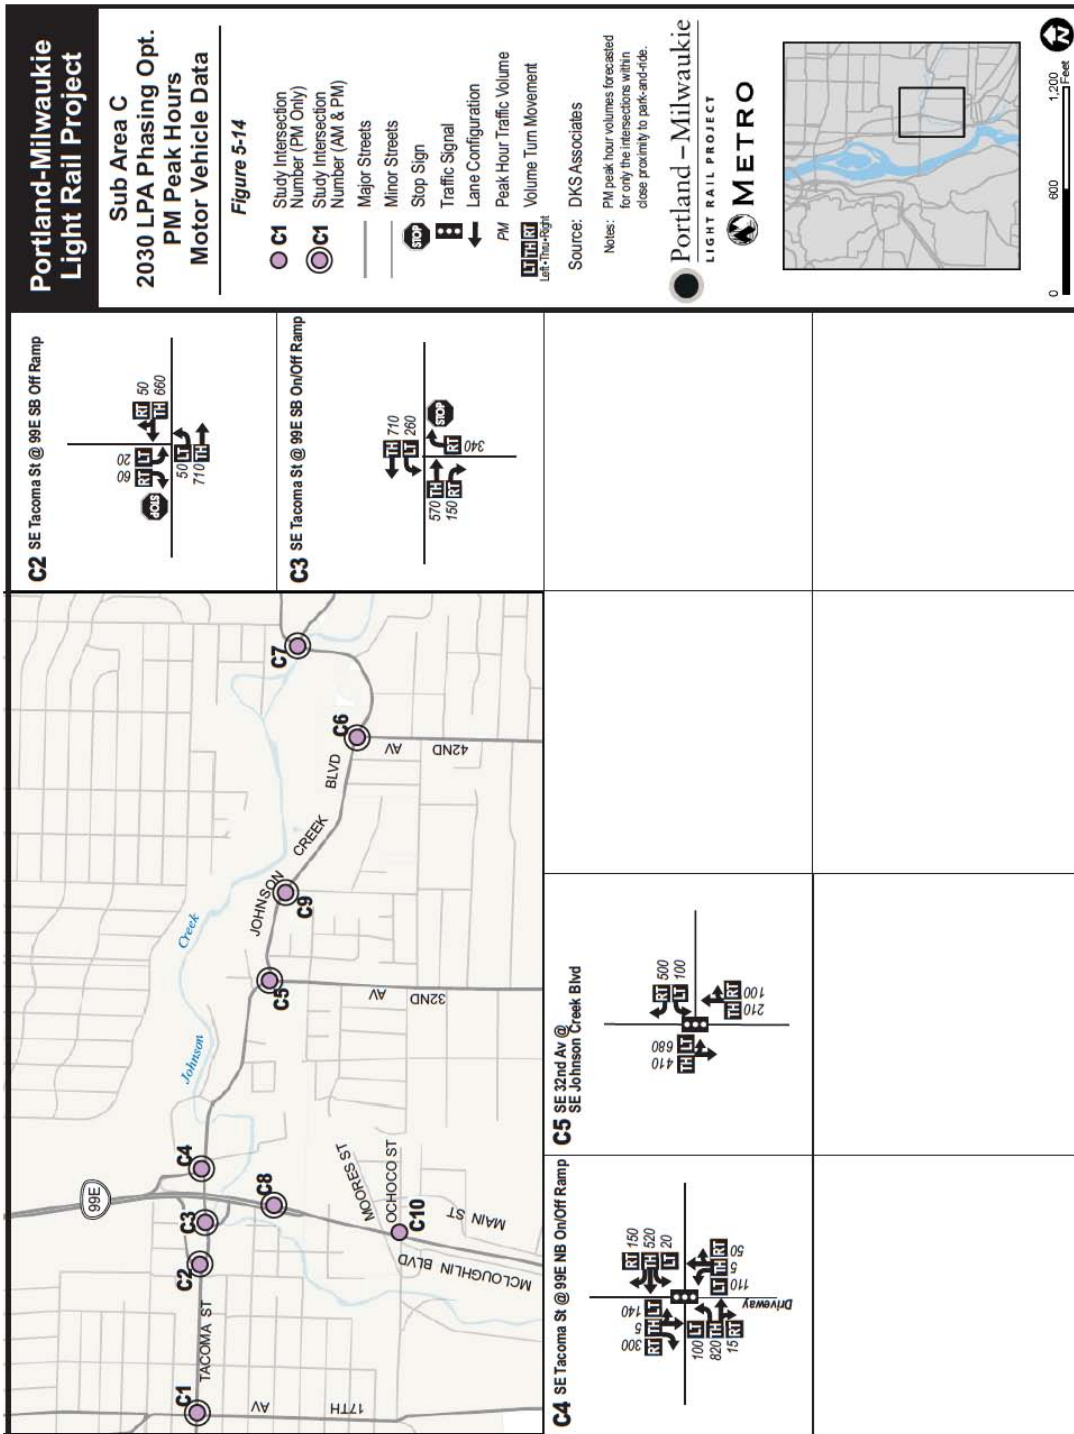 Portland-Milwaukie
Light Rail Project
Sub Area C
2030 LPA Phasing Opt.
PM Peak Hours
Motor Vehicle Data
Figure 5-14
C1 Study Intersection
Number (PM Only)
C1 Study Intersection
Number (AM & PM)
Major Streets
Minor Streets
STOP Stop Sign
Traffic Signal
Lane Configuration
PM Peak Hour Traffic Volume
LT TH RT Volume Turn Movement
Left•Thru•Right
Source: DKS Associates
Notes: PM peak hour volumes forecasted
for only the intersections within
close proximity to park-and-ride.
Portland – Milwaukie
LIGHT RAIL PROJECT
METRO
0 600 1,200
Feet
N
C2 SE Tacoma St @ 99E SB Off Ramp
60 20
RT LT
STOP
RT 50
TH 660
50 LT
710 TH
C3 SE Tacoma St @ 99E SB On/Off Ramp
TH 710
LT 260
570 TH
150 RT
RT
340
STOP
C1
C2
C3
C4
C5
C6
C7
C8
C9
C10
99E
TACOMA ST
17TH AV
Johnson Creek
JOHNSON CREEK BLVD
32ND AV
42ND AV
MOORES ST
OCHOCO ST
MAIN ST
MCLOUGHLIN BLVD
C4 SE Tacoma St @ 99E NB On/Off Ramp
300 5 140
RT TH LT
RT 150
TH 520
LT 20
100 LT
820 TH
15 RT
LT TH RT
110 5 50
Driveway
C5 SE 32nd Av @
SE Johnson Creek Blvd
410 680
TH LT
RT 500
LT 100
TH RT
210 100